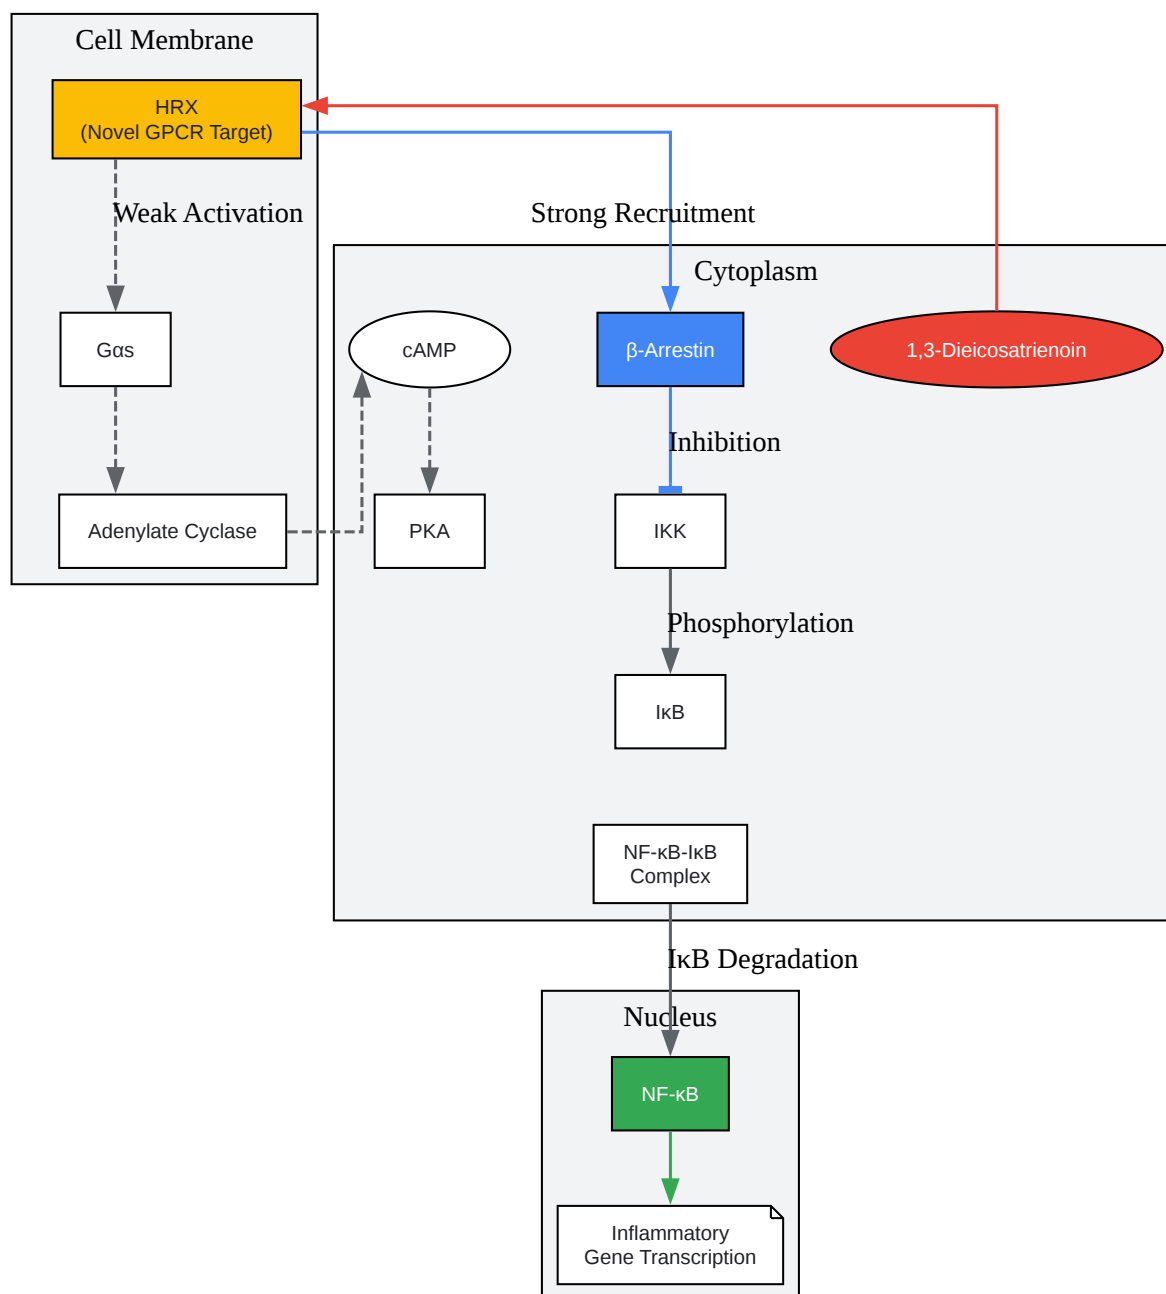 Cell Membrane
HRX
(Novel GPCR Target)
Weak Activation
Strong Recruitment
Cytoplasm
Gαs
cAMP
β-Arrestin
1,3-Dieicosatrienoin
Inhibition
Adenylate Cyclase
PKA
IKK
Phosphorylation
IκB
NF-κB-IκB
Complex
IκB Degradation
Nucleus
NF-κB
Inflammatory
Gene Transcription